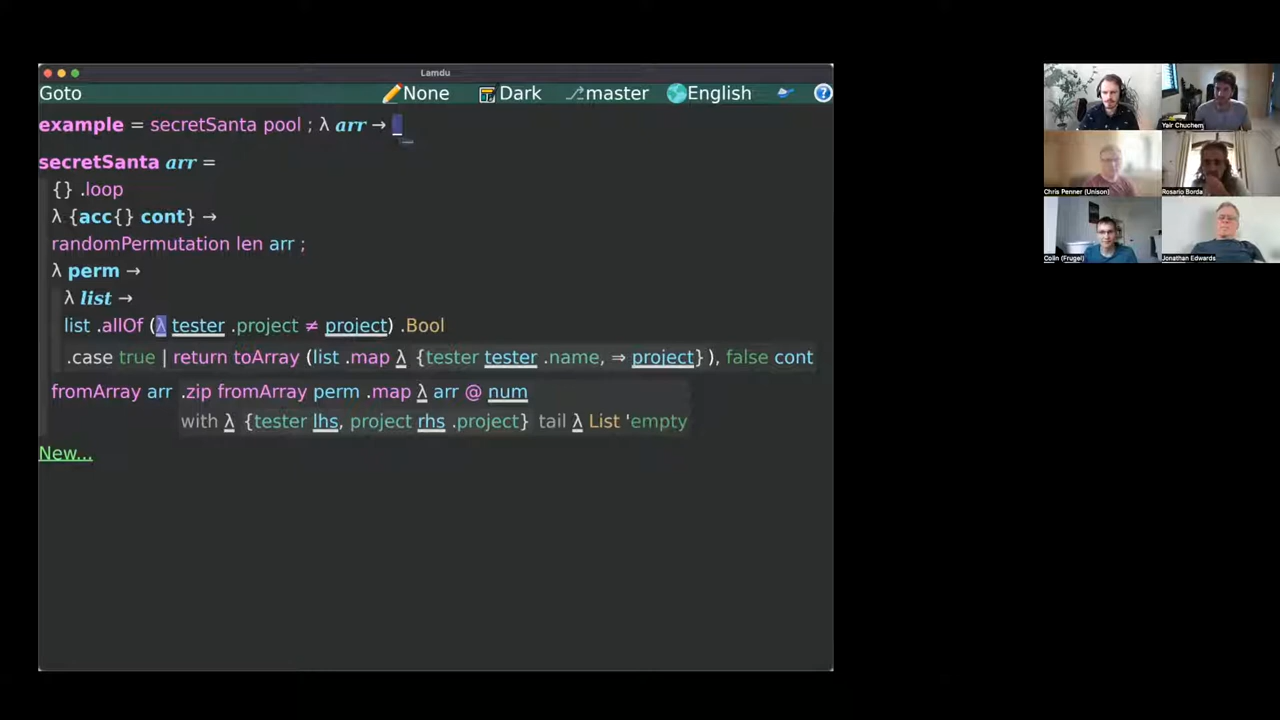 Lamdu
Goto None Dark master English ?
example = secretSanta pool ; λ arr → _
secretSanta arr =
{} .loop
λ {acc{} cont} →
randomPermutation len arr ;
λ perm →
λ list →
list .allOf (λ tester .project ≠ project) .Bool
.case true | return toArray (list .map λ {tester tester .name, ⇒ project}), false cont
fromArray arr .zip fromArray perm .map λ arr @ num
with λ {tester lhs, project rhs .project} tail λ List 'empty
New...
Yair Chuchem
Chris Penner (Unison)
Rosario Borda
Colin (Frugel)
Jonathan Edwards